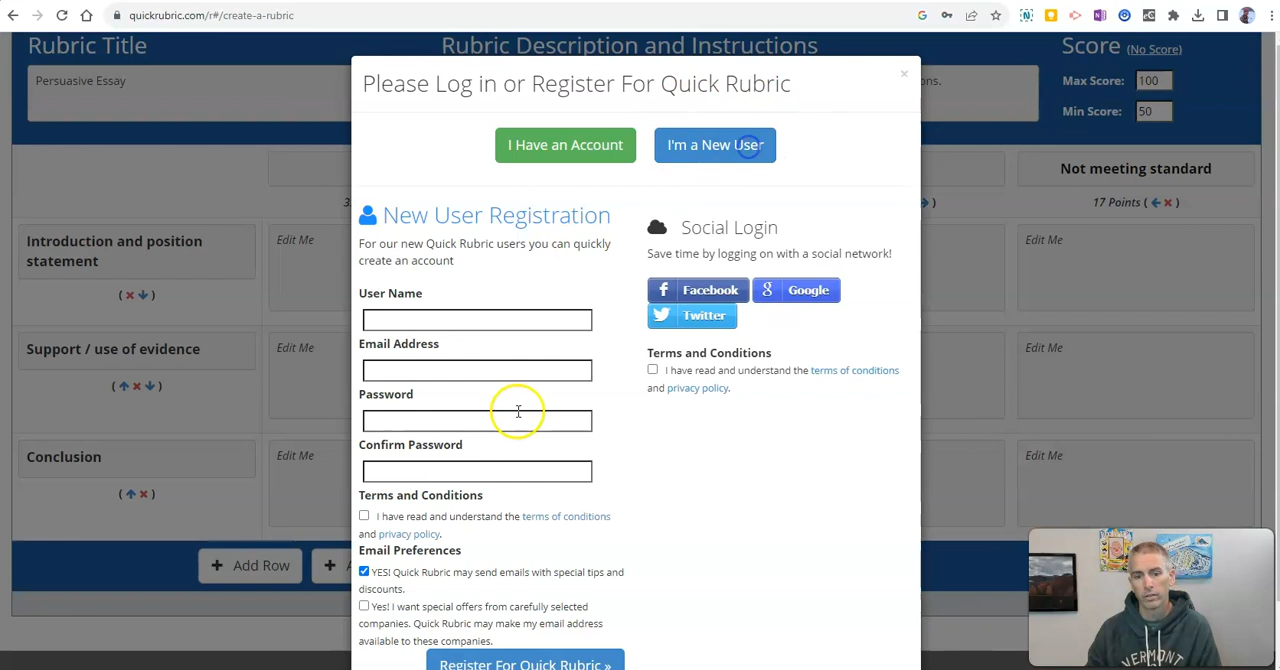 quickrubric.com/r#/create-a-rubric
Rubric Title
Rubric Description and Instructions
Score (No Score)
Persuasive Essay
ons.
Max Score: 100
Min Score: 50
Please Log in or Register For Quick Rubric
×
I Have an Account
I'm a New User
Not meeting standard
17 Points ( )
New User Registration
For our new Quick Rubric users you can quickly
create an account
User Name
Email Address
Password
Confirm Password
Terms and Conditions
I have read and understand the terms of conditions
and privacy policy.
Email Preferences
YES! Quick Rubric may send emails with special tips and
discounts.
Yes! I want special offers from carefully selected
companies. Quick Rubric may make my email address
available to these companies.
Register For Quick Rubric »
Social Login
Save time by logging on with a social network!
f Facebook
g Google
Twitter
Terms and Conditions
I have read and understand the terms of conditions
and privacy policy.
Introduction and position
statement
Edit Me
Edit Me
Support / use of evidence
Edit Me
Edit Me
Conclusion
Edit Me
Edit Me
+ Add Row
+ A
VERMONT